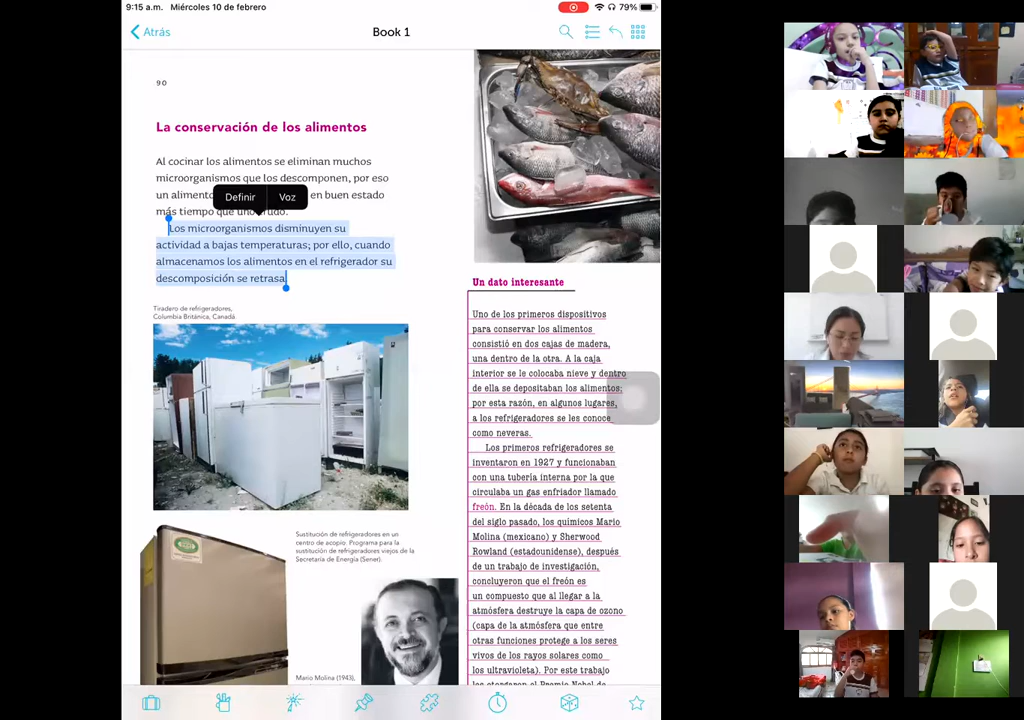 9:15 a.m. Miércoles 10 de febrero
79%
Atrás
Book 1
90
La conservación de los alimentos
Al cocinar los alimentos se eliminan muchos
microorganismos que los descomponen, por eso
un alimento
en buen estado
más tiempo que uno crudo.
Definir
Voz
Los microorganismos disminuyen su
actividad a bajas temperaturas; por ello, cuando
almacenamos los alimentos en el refrigerador su
descomposición se retrasa.
Tiradero de refrigeradores,
Columbia Británica, Canadá.
Sustitución de refrigeradores en un
centro de acopio. Programa para la
sustitución de refrigeradores viejos de la
Secretaría de Energía (Sener).
Mario Molina (1943),
Un dato interesante
Uno de los primeros dispositivos
para conservar los alimentos
consistió en dos cajas de madera,
una dentro de la otra. A la caja
interior se le colocaba nieve y dentro
de ella se depositaban los alimentos;
por esta razón, en algunos lugares,
a los refrigeradores se les conoce
como neveras.
Los primeros refrigeradores se
inventaron en 1927 y funcionaban
con una tubería interna por la que
circulaba un gas enfriador llamado
freón. En la década de los setenta
del siglo pasado, los químicos Mario
Molina (mexicano) y Sherwood
Rowland (estadounidense), después
de un trabajo de investigación,
concluyeron que el freón es
un compuesto que al llegar a la
atmósfera destruye la capa de ozono
(capa de la atmósfera que entre
otras funciones protege a los seres
vivos de los rayos solares como
los ultravioleta). Por este trabajo
les otorgaron el Premio Nobel de